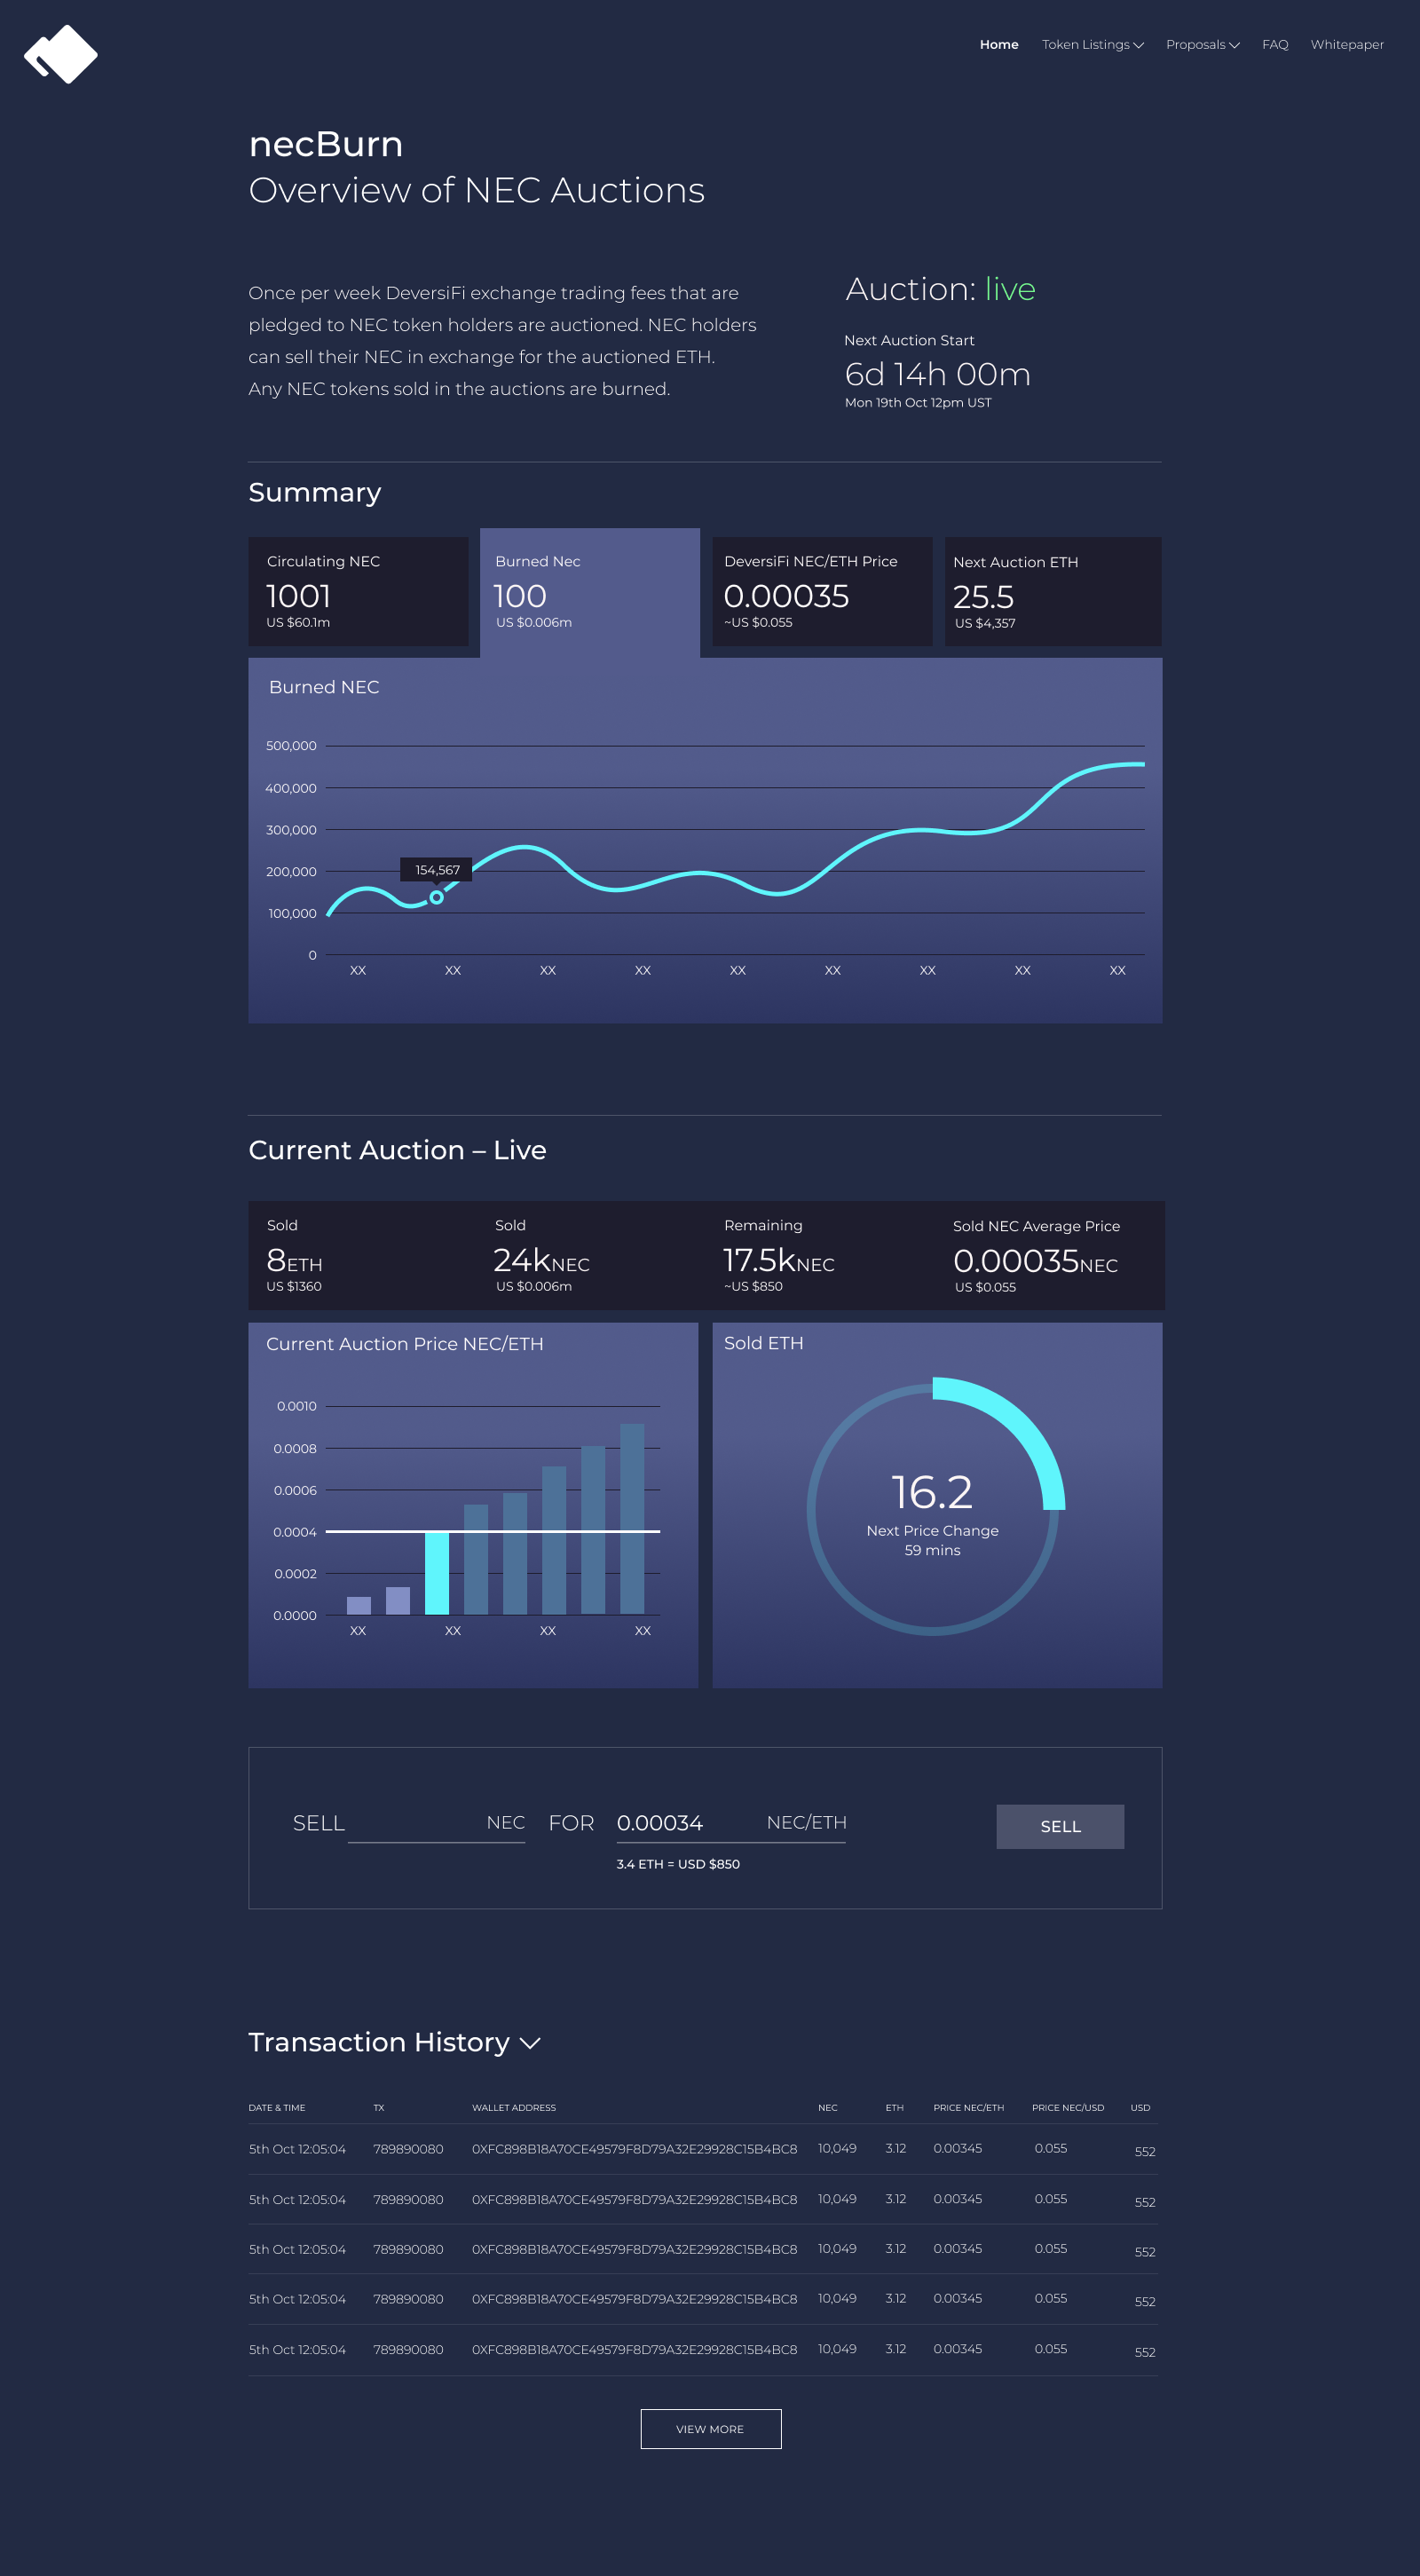 Home Token Listings Proposals FAQ Whitepaper
necBurn
Overview of NEC Auctions
Once per week DeversiFi exchange trading fees that are
pledged to NEC token holders are auctioned. NEC holders
can sell their NEC in exchange for the auctioned ETH.
Any NEC tokens sold in the auctions are burned.
Auction: live
Next Auction Start
6d 14h 00m
Mon 19th Oct 12pm UST
Summary
Circulating NEC
1001
US $60.1m
Burned Nec
100
US $0.006m
DeversiFi NEC/ETH Price
0.00035
~US $0.055
Next Auction ETH
25.5
US $4,357
Burned NEC
500,000
400,000
300,000
200,000
100,000
0
154,567
XX XX XX XX XX XX XX XX XX
Current Auction – Live
Sold
8ETH
US $1360
Sold
24kNEC
US $0.006m
Remaining
17.5kNEC
~US $850
Sold NEC Average Price
0.00035NEC
US $0.055
Current Auction Price NEC/ETH
0.0010
0.0008
0.0006
0.0004
0.0002
0.0000
XX XX XX XX
Sold ETH
16.2
Next Price Change
59 mins
SELL NEC FOR 0.00034 NEC/ETH
3.4 ETH = USD $850
SELL
Transaction History
DATE & TIME TX WALLET ADDRESS NEC ETH PRICE NEC/ETH PRICE NEC/USD USD
5th Oct 12:05:04 789890080 0XFC898B18A70CE49579F8D79A32E29928C15B4BC8 10,049 3.12 0.00345 0.055 552
5th Oct 12:05:04 789890080 0XFC898B18A70CE49579F8D79A32E29928C15B4BC8 10,049 3.12 0.00345 0.055 552
5th Oct 12:05:04 789890080 0XFC898B18A70CE49579F8D79A32E29928C15B4BC8 10,049 3.12 0.00345 0.055 552
5th Oct 12:05:04 789890080 0XFC898B18A70CE49579F8D79A32E29928C15B4BC8 10,049 3.12 0.00345 0.055 552
5th Oct 12:05:04 789890080 0XFC898B18A70CE49579F8D79A32E29928C15B4BC8 10,049 3.12 0.00345 0.055 552
VIEW MORE